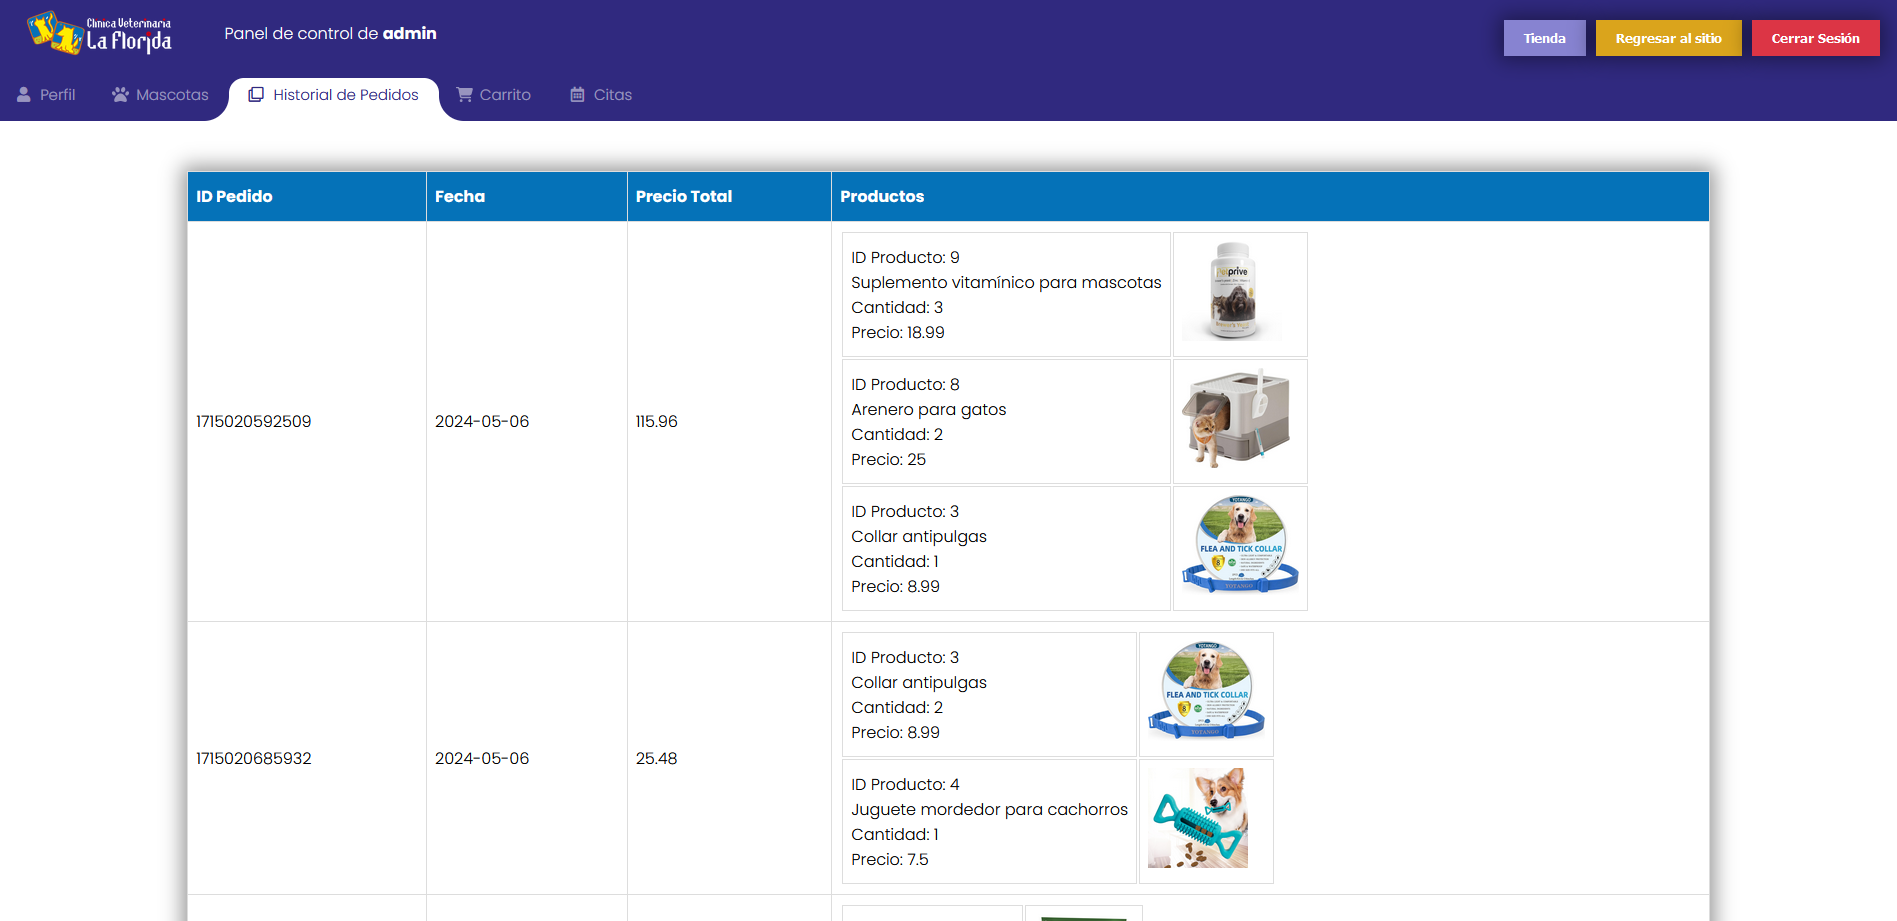 Clinica Veterinaria
La Florida
Panel de control de admin
Tienda
Regresar al sitio
Cerrar Sesión
Perfil
Mascotas
Historial de Pedidos
Carrito
Citas
ID Pedido
Fecha
Precio Total
Productos
1715020592509
2024-05-06
115.96
ID Producto: 9
Suplemento vitamínico para mascotas
Cantidad: 3
Precio: 18.99
ID Producto: 8
Arenero para gatos
Cantidad: 2
Precio: 25
ID Producto: 3
Collar antipulgas
Cantidad: 1
Precio: 8.99
FLEA AND TICK COLLAR
8
1715020685932
2024-05-06
25.48
ID Producto: 3
Collar antipulgas
Cantidad: 2
Precio: 8.99
FLEA AND TICK COLLAR
8
ID Producto: 4
Juguete mordedor para cachorros
Cantidad: 1
Precio: 7.5